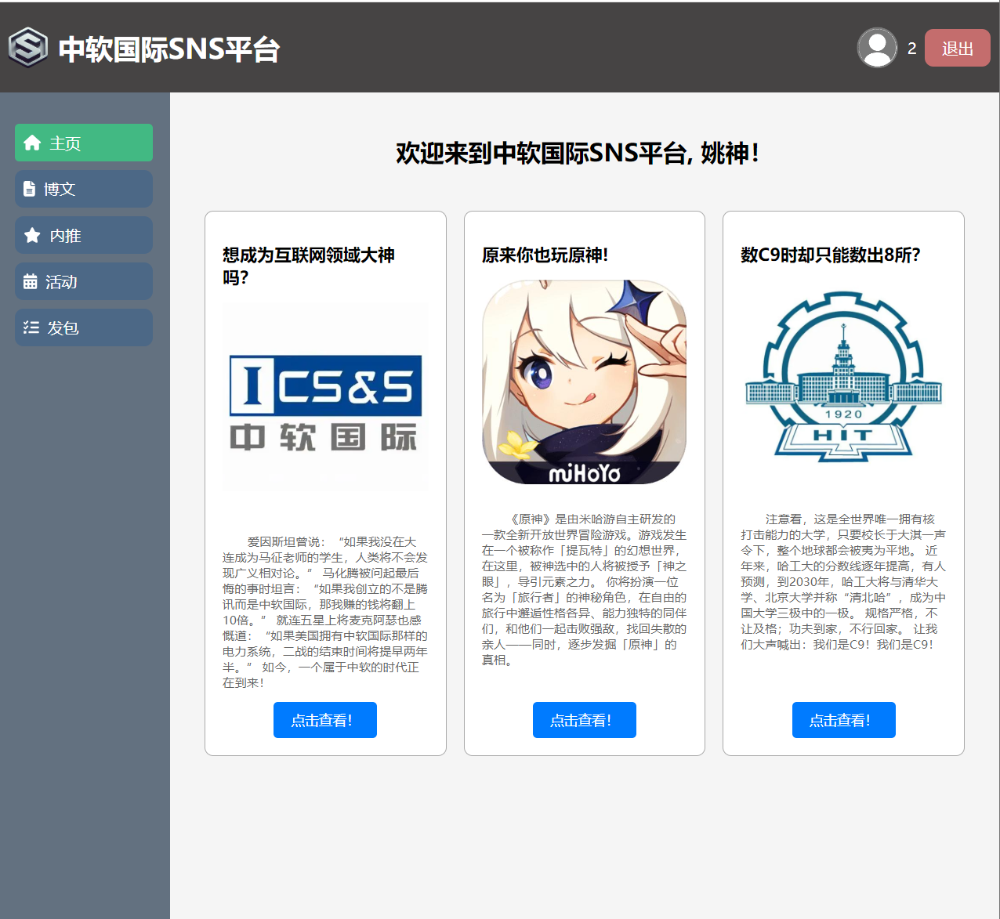 中软国际SNS平台
2
退出
主页
博文
内推
活动
发包
欢迎来到中软国际SNS平台, 姚神！
想成为互联网领域大神
吗？
ICS&S
中软国际
爱因斯坦曾说：“如果我没在大
连成为马征老师的学生，人类将不会发
现广义相对论。” 马化腾被问起最后
悔的事时坦言：“如果我创立的不是腾
讯而是中软国际，那我赚的钱将翻上
10倍。” 就连五星上将麦克阿瑟也感
慨道：“如果美国拥有中软国际那样的
电力系统，二战的结束时间将提早两年
半。” 如今，一个属于中软的时代正
在到来！
点击查看！
原来你也玩原神！
miHoYo
《原神》是由米哈游自主研发的
一款全新开放世界冒险游戏。游戏发生
在一个被称作「提瓦特」的幻想世界，
在这里，被神选中的人将被授予「神之
眼」，导引元素之力。 你将扮演一位
名为「旅行者」的神秘角色，在自由的
旅行中邂逅性格各异、能力独特的同伴
们，和他们一起击败强敌，找回失散的
亲人——同时，逐步发掘「原神」的
真相。
点击查看！
数C9时却只能数出8所？
1920
HIT
注意看，这是全世界唯一拥有核
打击能力的大学，只要校长于大淇一声
令下，整个地球都会被夷为平地。 近
年来，哈工大的分数线逐年提高，有人
预测，到2030年，哈工大将与清华大
学、北京大学并称“清北哈”，成为中
国大学三极中的一极。 规格严格，不
让及格；功夫到家，不行回家。 让我
们大声喊出：我们是C9！我们是C9！
点击查看！